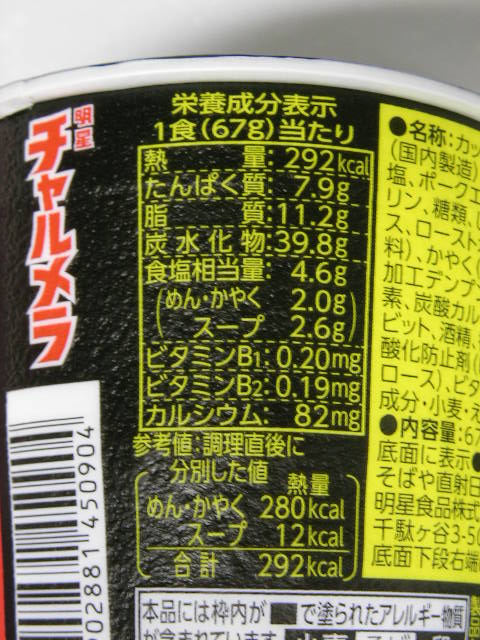 明星
チャルメラ
栄養成分表示
1食(67g)当たり
熱量: 292kcal
たんぱく質: 7.9g
脂質: 11.2g
炭水化物: 39.8g
食塩相当量: 4.6g
(めん・かやく 2.0g)
(スープ 2.6g)
ビタミンB1: 0.20mg
ビタミンB2: 0.19mg
カルシウム: 82mg
参考値:調理直後に
分別した値
熱量
めん・かやく 280kcal
スープ 12kcal
合計 292kcal
●名称:カッ
(国内製造)
塩、ポークエ
リン、糖類、
ス、ロースト
料)、かやく(
加工デンプ
素、炭酸カル
ビット、酒精、
酸化防止剤(
ロース)、ビタ
成分・小麦・
●内容量:67
底面に表示●
そばや直射日
明星食品株式
千駄ヶ谷3-50
底面下段右端
02881 450904
本品には枠内が■で塗られたアレルギー物質
が含まれています